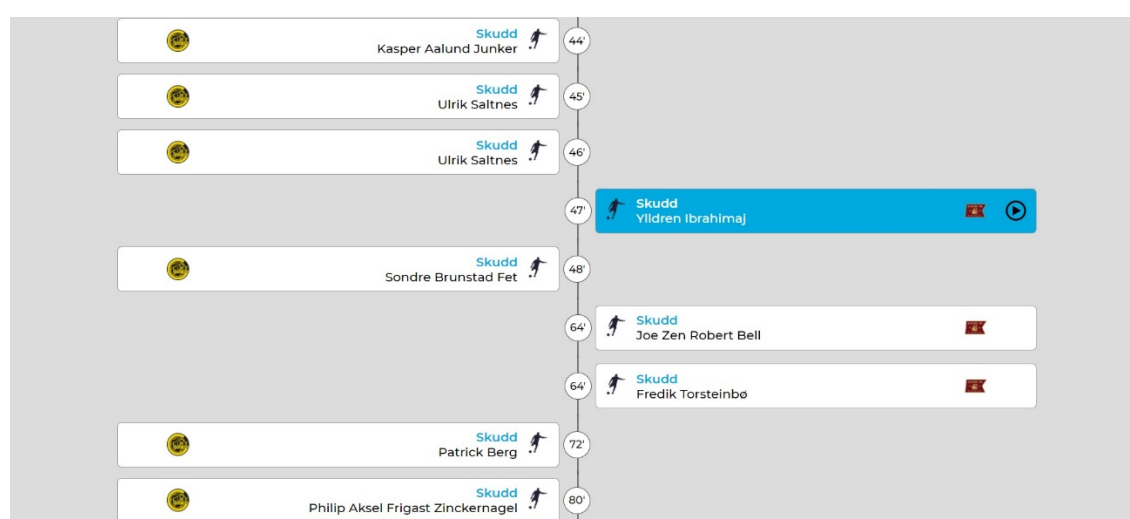 Skudd
Kasper Aalund Junker
44'
Skudd
Ulrik Saltnes
45'
Skudd
Ulrik Saltnes
46'
47'
Skudd
Ylldren Ibrahimaj
Skudd
Sondre Brunstad Fet
48'
64'
Skudd
Joe Zen Robert Bell
64'
Skudd
Fredik Torsteinbø
Skudd
Patrick Berg
72'
Skudd
Philip Aksel Frigast Zinckernagel
80'